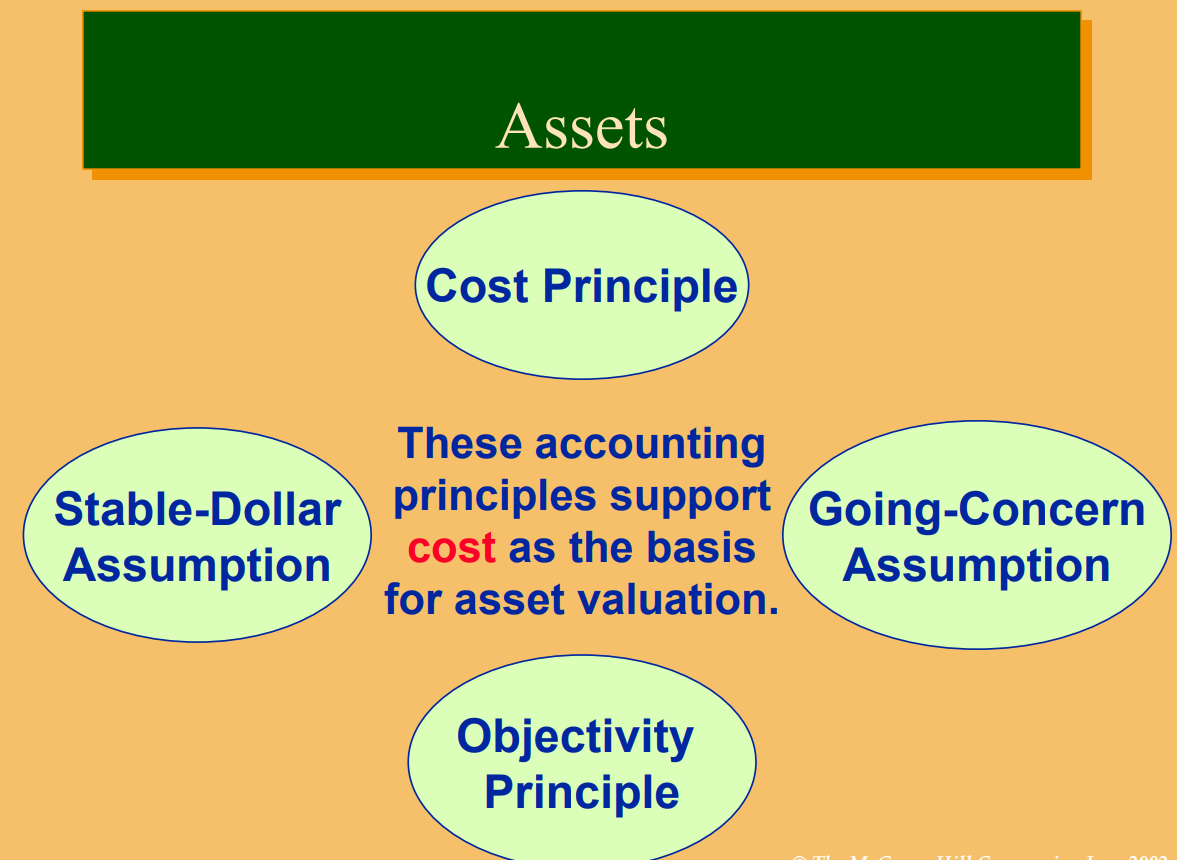 Assets
Cost Principle
Stable-Dollar
Assumption
These accounting
principles support
cost as the basis
for asset valuation.
Going-Concern
Assumption
Objectivity
Principle